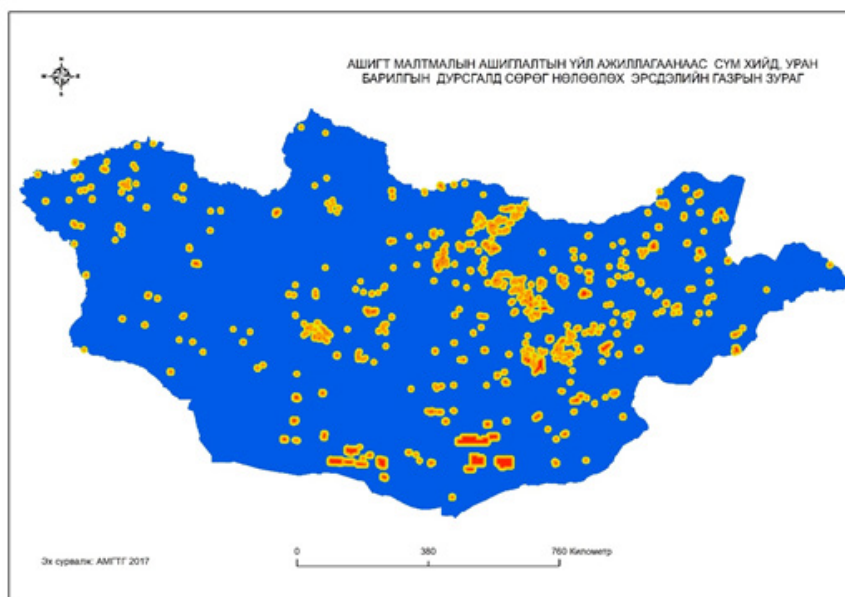 АШИГТ МАЛТМАЛЫН АШИГЛАЛТЫН ҮЙЛ АЖИЛЛАГААНААС СҮМ ХИЙД, УРАН
БАРИЛГЫН ДУРСГАЛД СӨРӨГ НӨЛӨӨЛӨХ ЭРСДЭЛИЙН ГАЗРЫН ЗУРАГ
Эх сурвалж: АМГТГ 2017
0 380 760 Километр